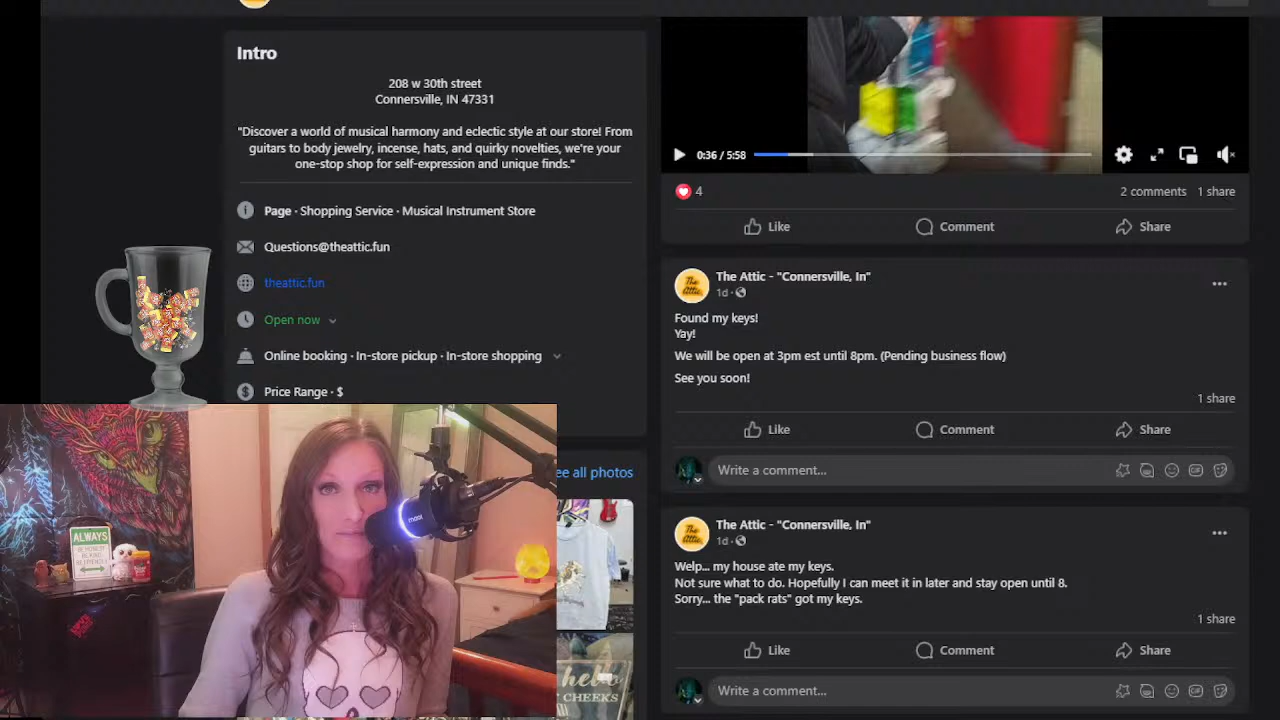 Intro
208 w 30th street
Connersville, IN 47331
"Discover a world of musical harmony and eclectic style at our store! From
guitars to body jewelry, incense, hats, and quirky novelties, we're your
one-stop shop for self-expression and unique finds."
Page · Shopping Service · Musical Instrument Store
Questions@theattic.fun
theattic.fun
Open now
Online booking · In-store pickup · In-store shopping
Price Range · $
ee all photos
ALWAYS
hello
CHEEKS
0:36 / 5:58
4
2 comments 1 share
Like Comment Share
The Attic - "Connersville, In"
1d ·
Found my keys!
Yay!
We will be open at 3pm est until 8pm. (Pending business flow)
See you soon!
1 share
Like Comment Share
Write a comment...
The Attic - "Connersville, In"
1d ·
Welp... my house ate my keys.
Not sure what to do. Hopefully I can meet it in later and stay open until 8.
Sorry... the "pack rats" got my keys.
1 share
Like Comment Share
Write a comment...